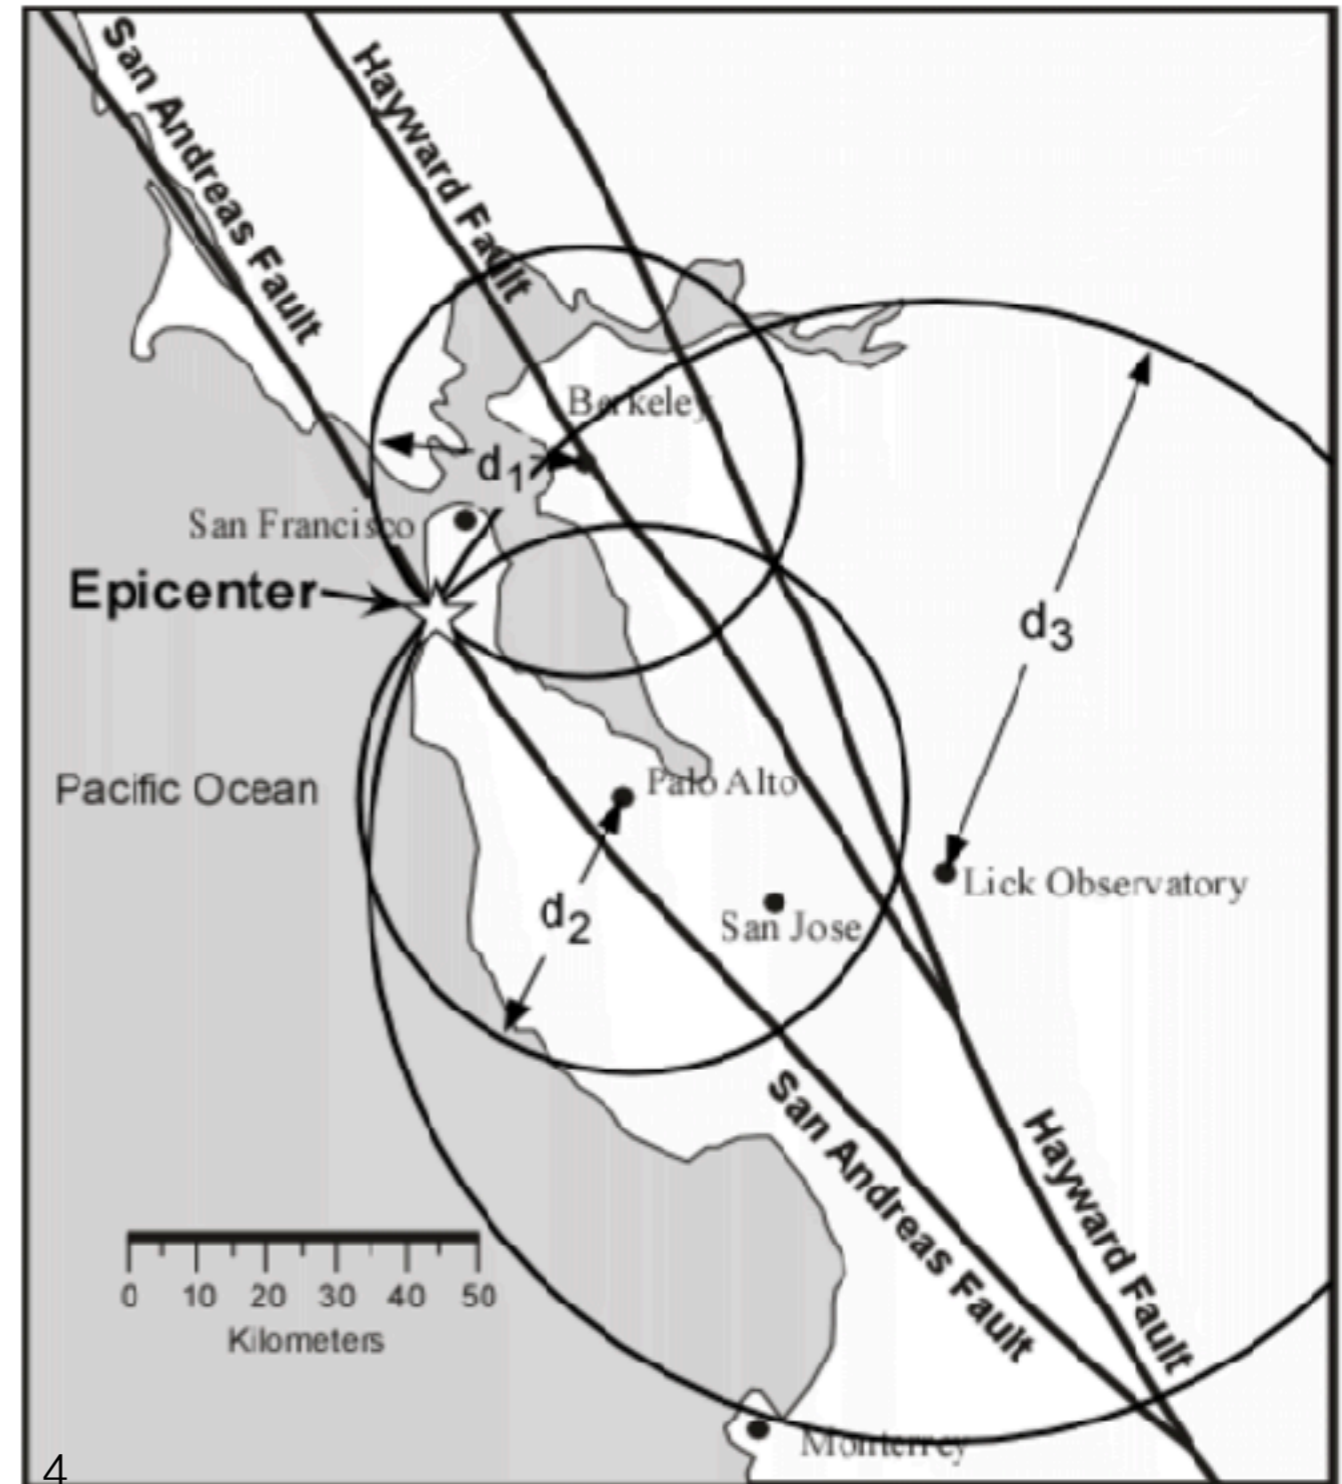 San Andreas Fault
Hayward Fault
Berkeley
d1
San Francisco
Epicenter
d3
Pacific Ocean
Palo Alto
Lick Observatory
d2
San Jose
San Andreas Fault
Hayward Fault
0 10 20 30 40 50
Kilometers
Monterrey
4